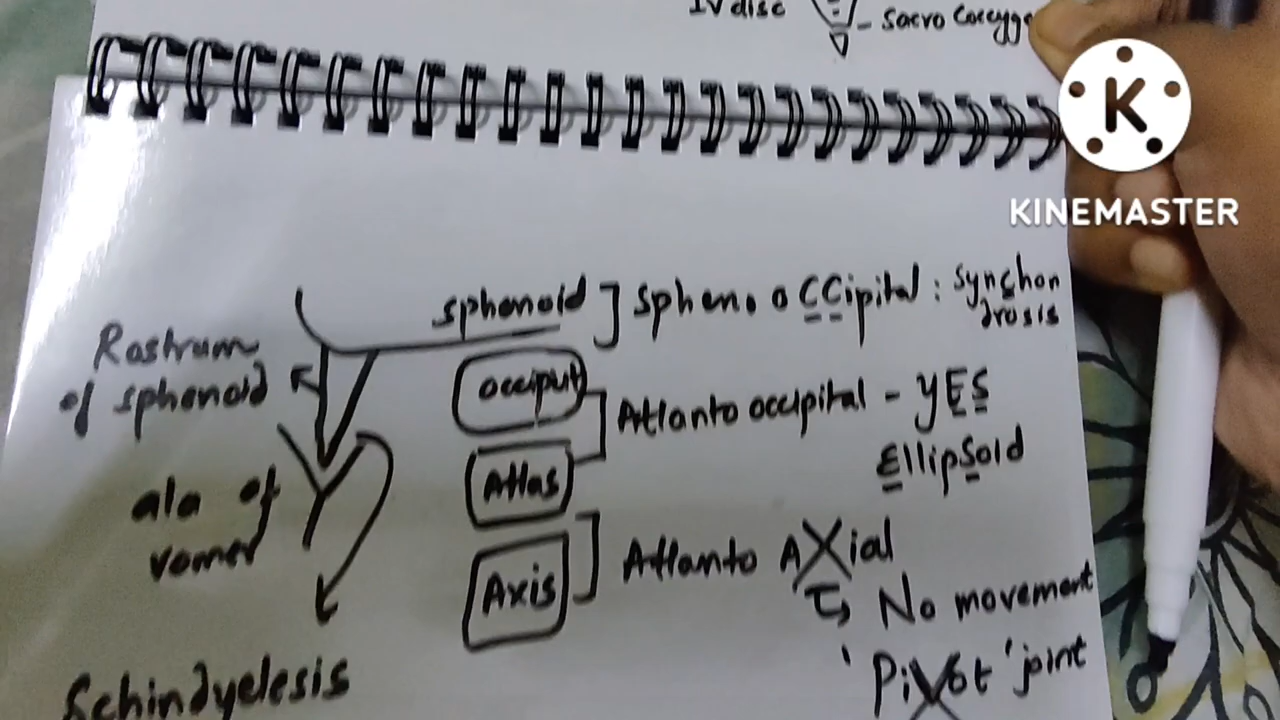 IV disc
- Sacro Coccyge
K
KINEMASTER
Sphenoid ] Spheno oCCipital : Synchon
drosis
Rostrum
of sphenoid
Occiput
Atlanto occipital - YES
Ellipsoid
Atlas
ala of
vomer
Atlanto AXial
Axis
No movement
'Pivot' joint
Schindyelesis